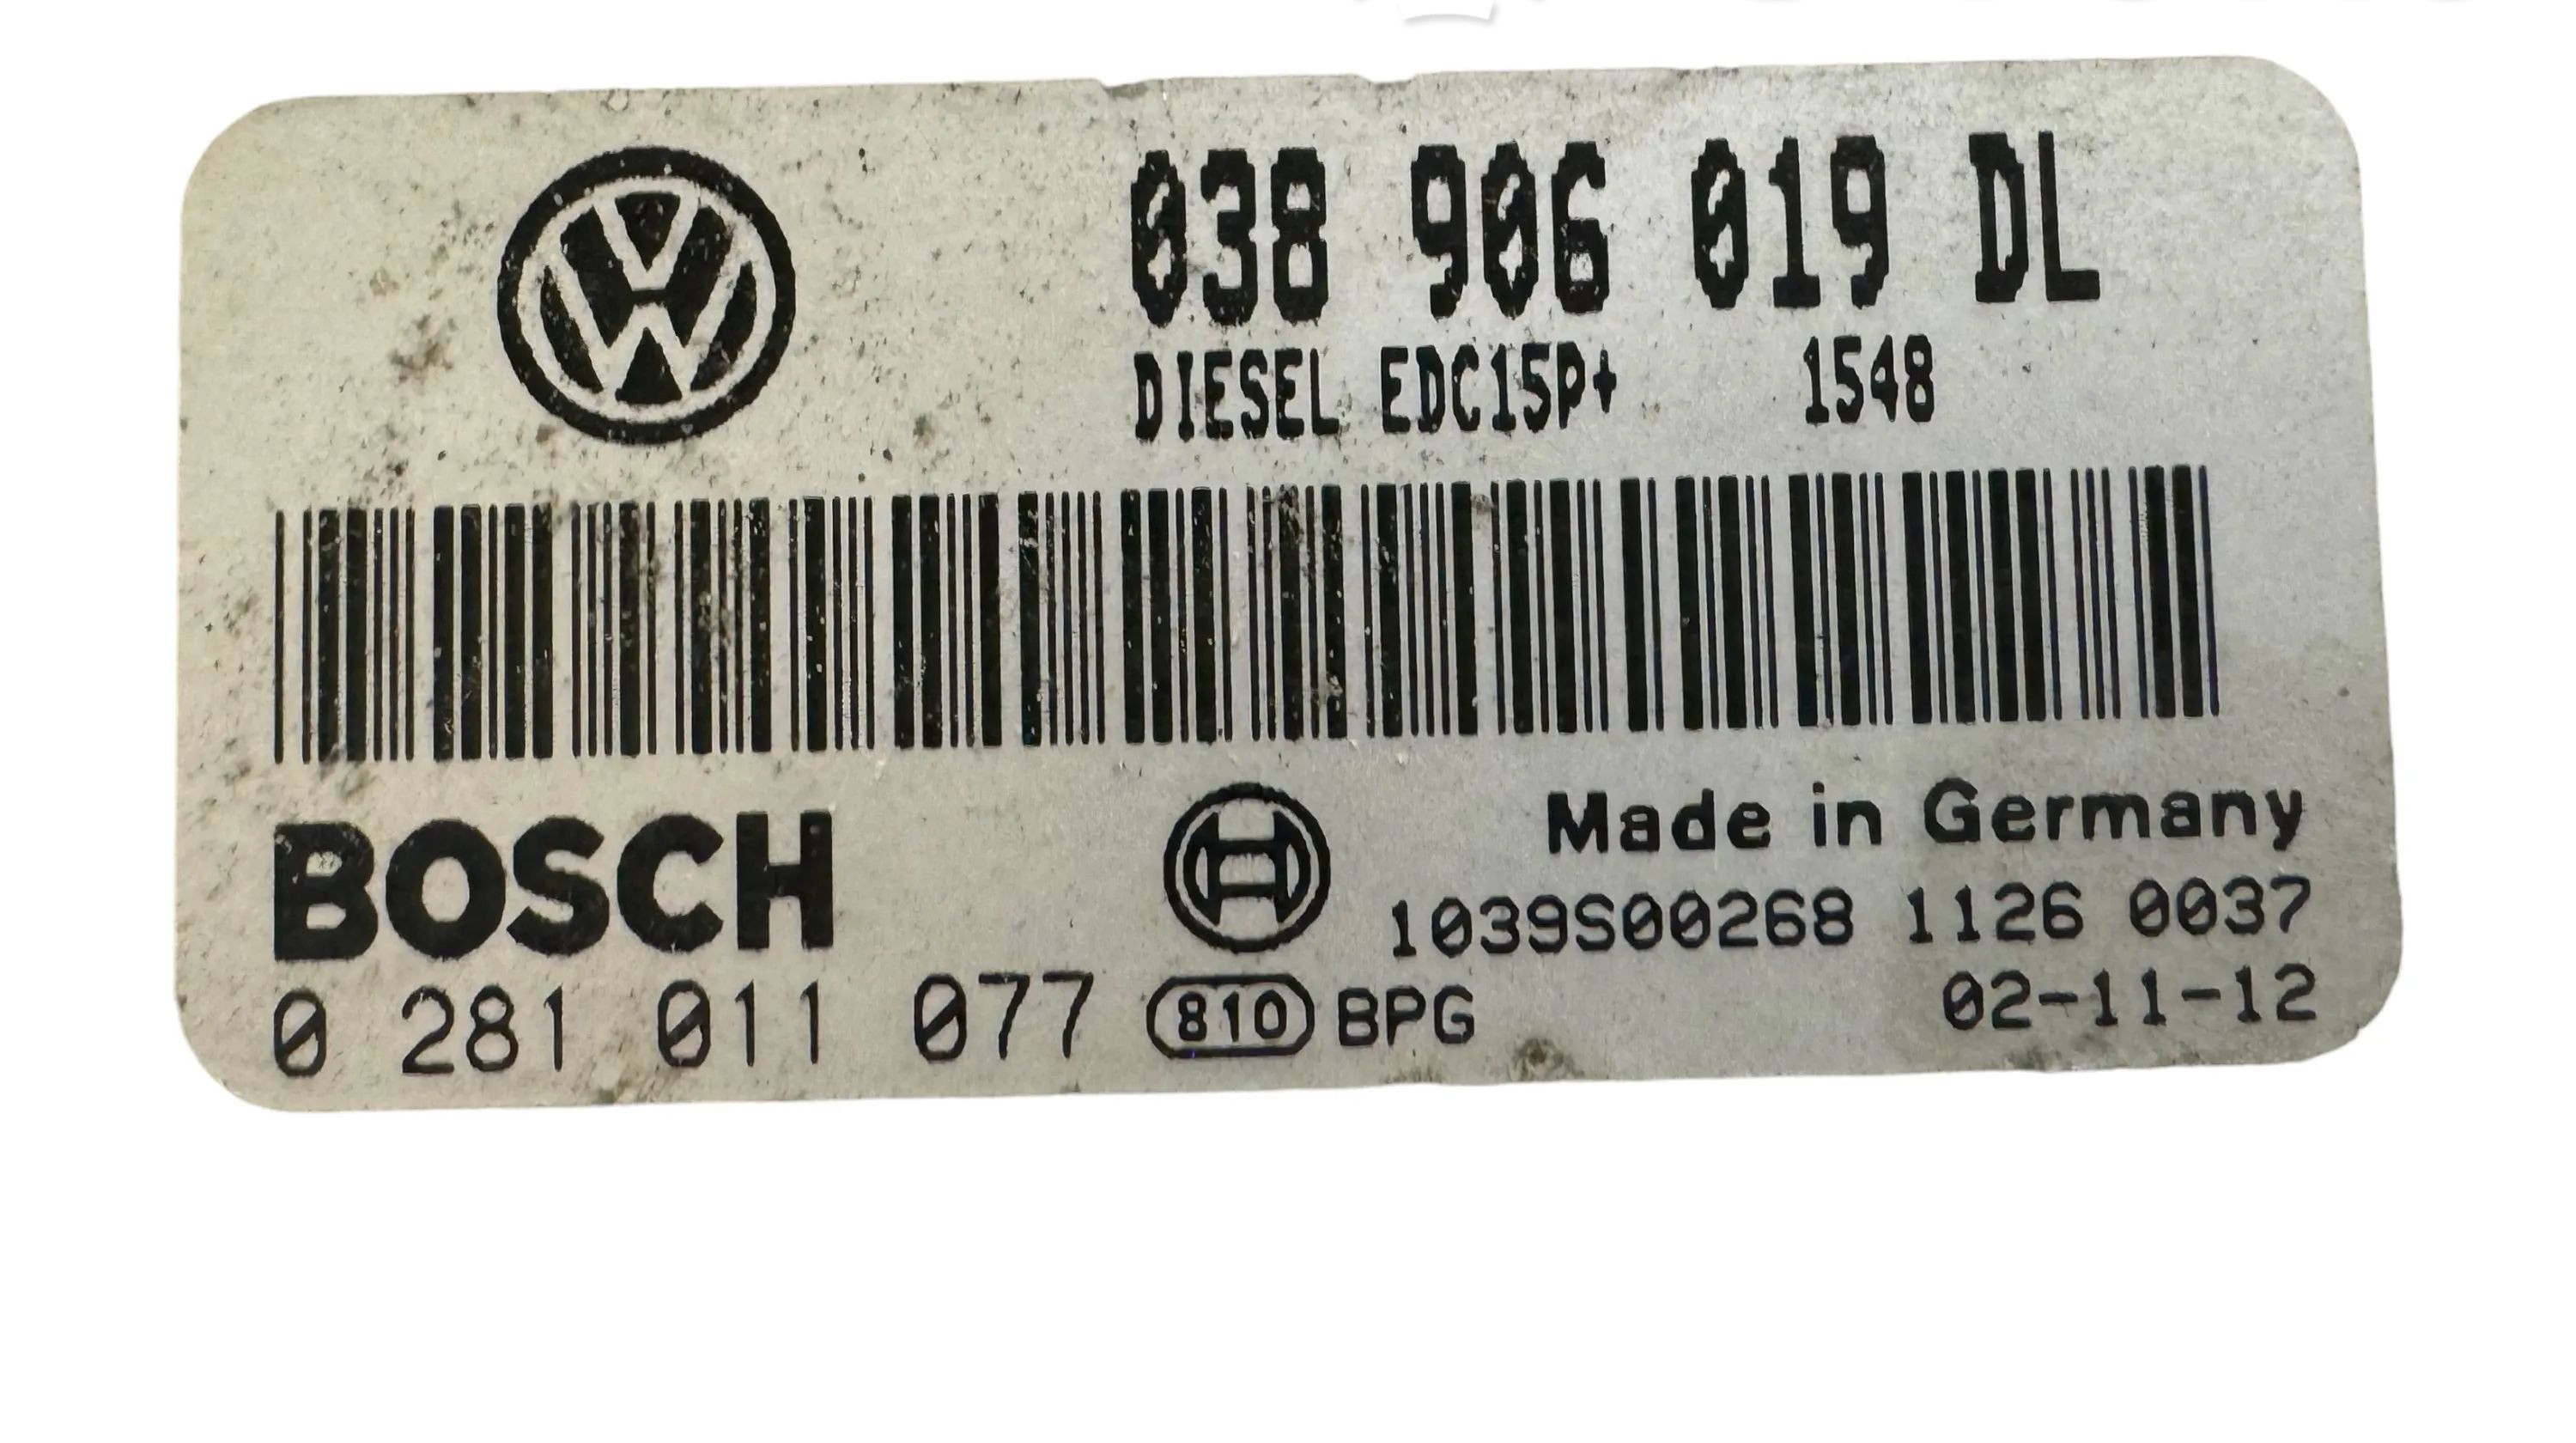 038 906 019 DL
DIESEL EDC15P+ 1548
BOSCH
Made in Germany
1039S00268 1126 0037
0 281 011 077 810 BPG 02-11-12